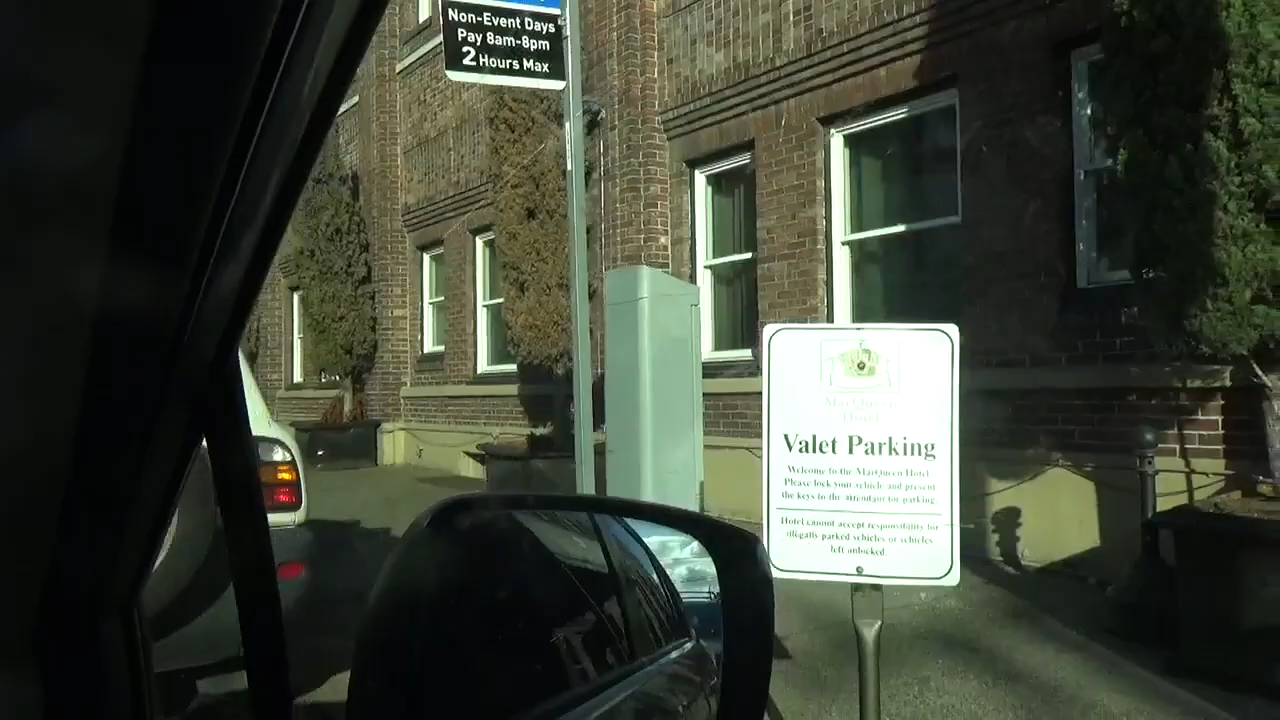 Non-Event Days
Pay 8am-8pm
2 Hours Max
MarQueen
Hotel
Valet Parking
Welcome to the MarQueen Hotel
Please lock your vehicle and present
the keys to the attendant for parking.
Hotel cannot accept responsibility for
illegally parked vehicles or vehicles
left unlocked.